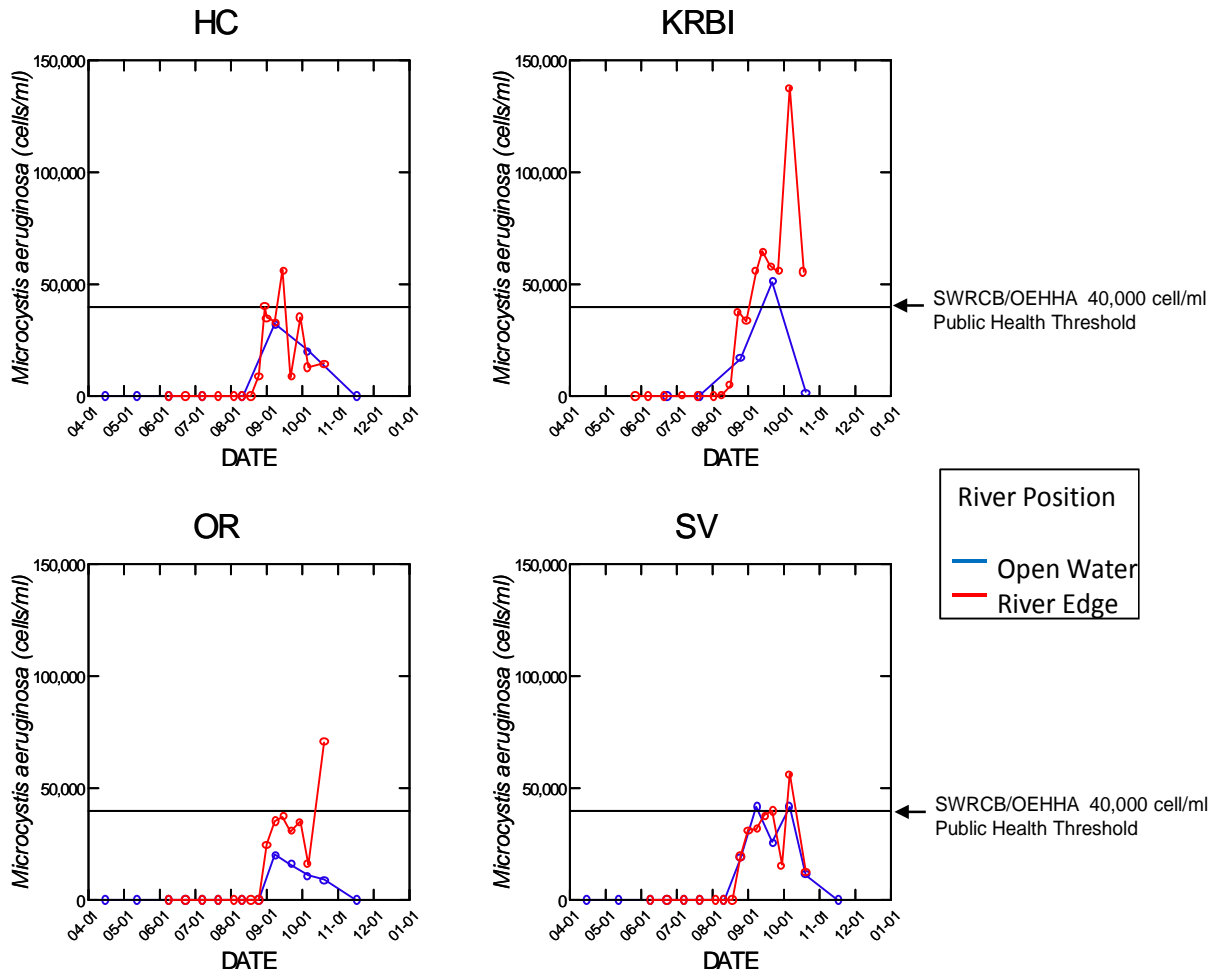 HC
Microcystis aeruginosa (cells/ml)
150,000
100,000
50,000
0
04-01
05-01
06-01
07-01
08-01
09-01
10-01
11-01
12-01
01-01
DATE
KRBI
Microcystis aeruginosa (cells/ml)
150,000
100,000
50,000
0
04-01
05-01
06-01
07-01
08-01
09-01
10-01
11-01
12-01
01-01
DATE
SWRCB/OEHHA 40,000 cell/ml
Public Health Threshold
OR
Microcystis aeruginosa (cells/ml)
150,000
100,000
50,000
0
04-01
05-01
06-01
07-01
08-01
09-01
10-01
11-01
12-01
01-01
DATE
SV
Microcystis aeruginosa (cells/ml)
150,000
100,000
50,000
0
04-01
05-01
06-01
07-01
08-01
09-01
10-01
11-01
12-01
01-01
DATE
River Position
Open Water
River Edge
SWRCB/OEHHA 40,000 cell/ml
Public Health Threshold